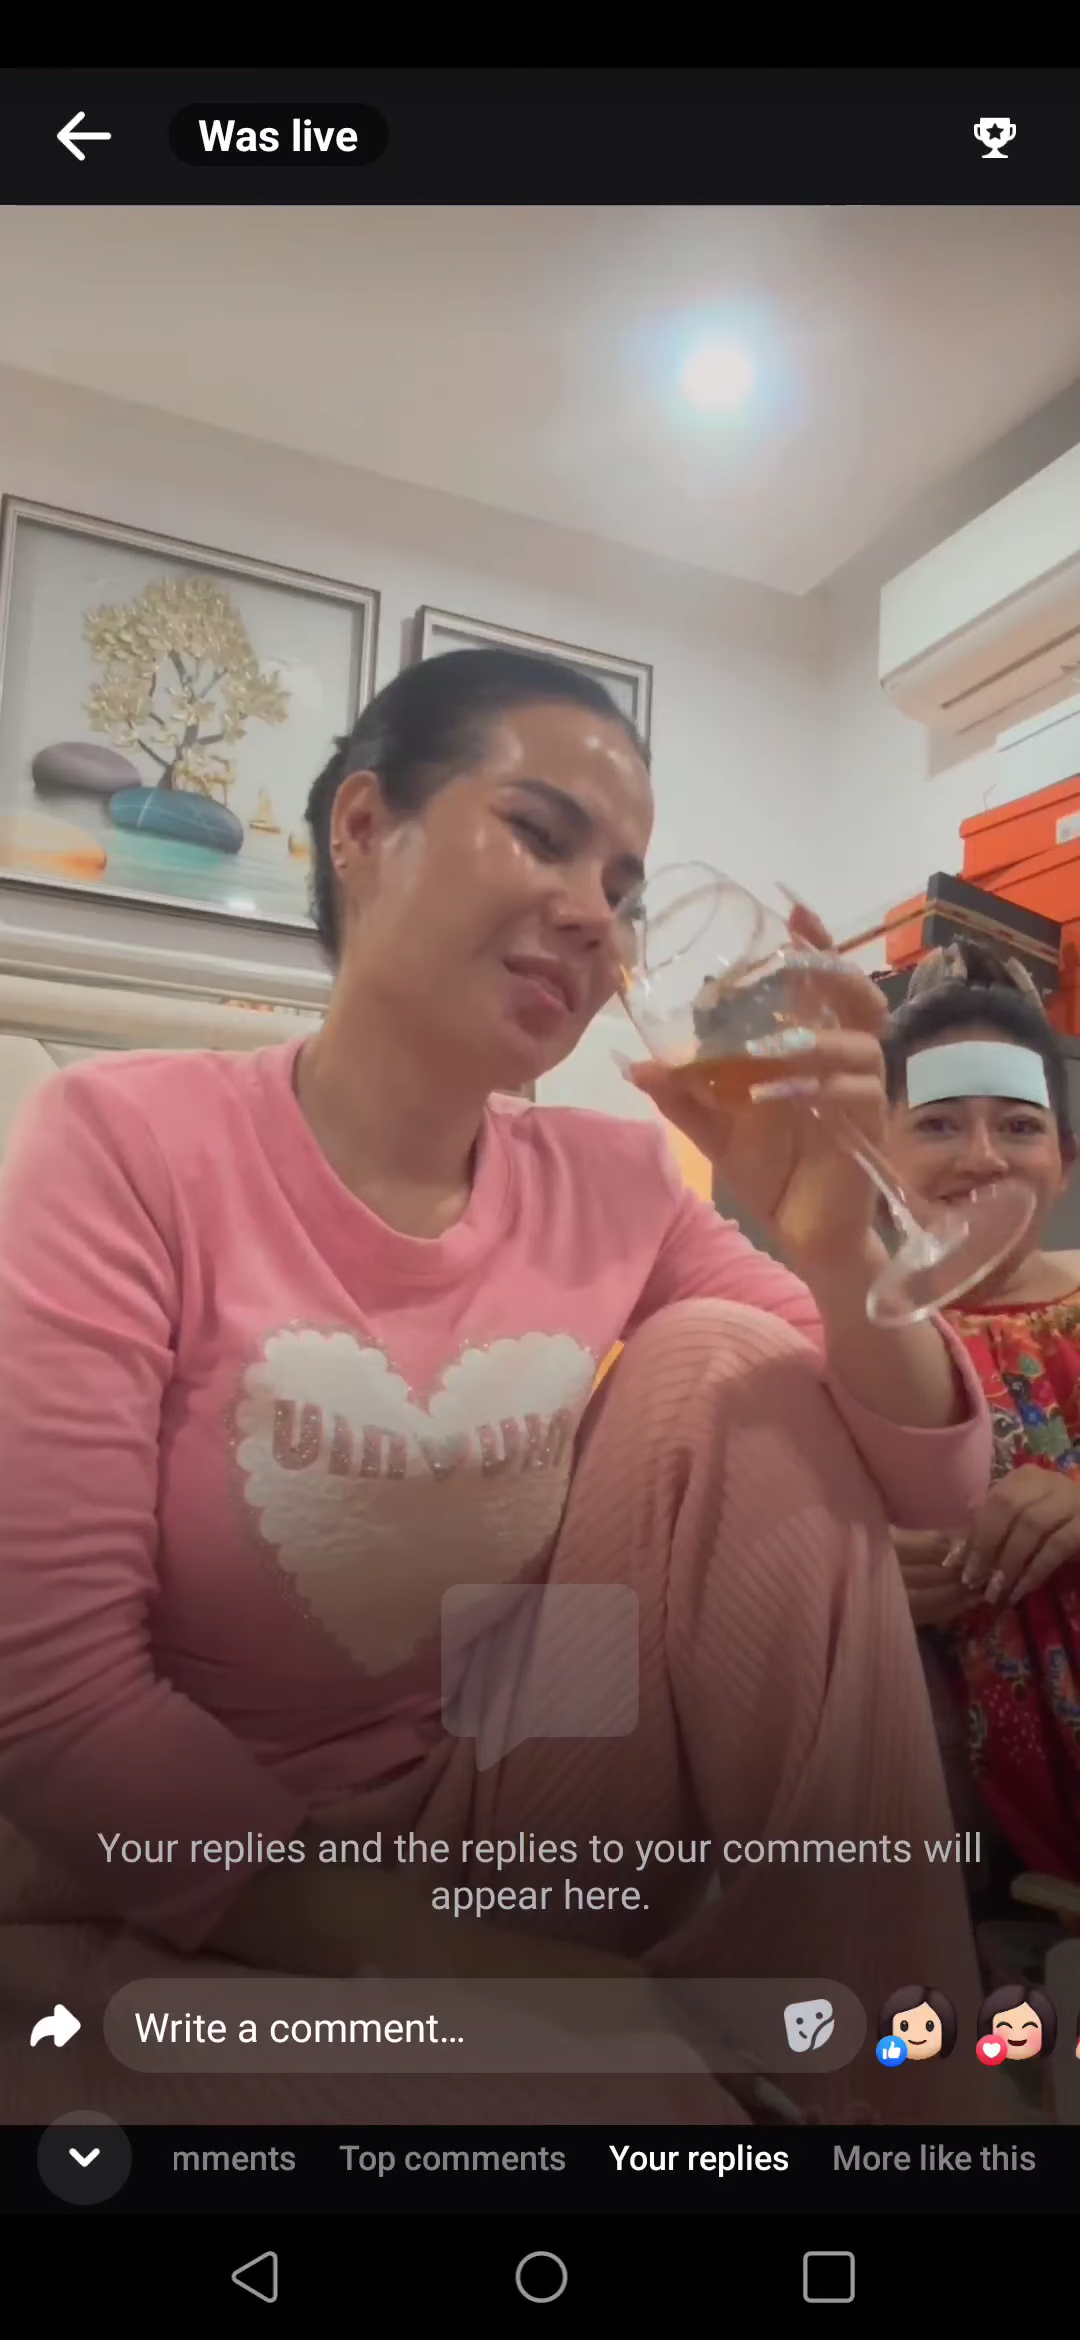 Was live
Your replies and the replies to your comments will
appear here.
Write a comment...
mments
Top comments
Your replies
More like this